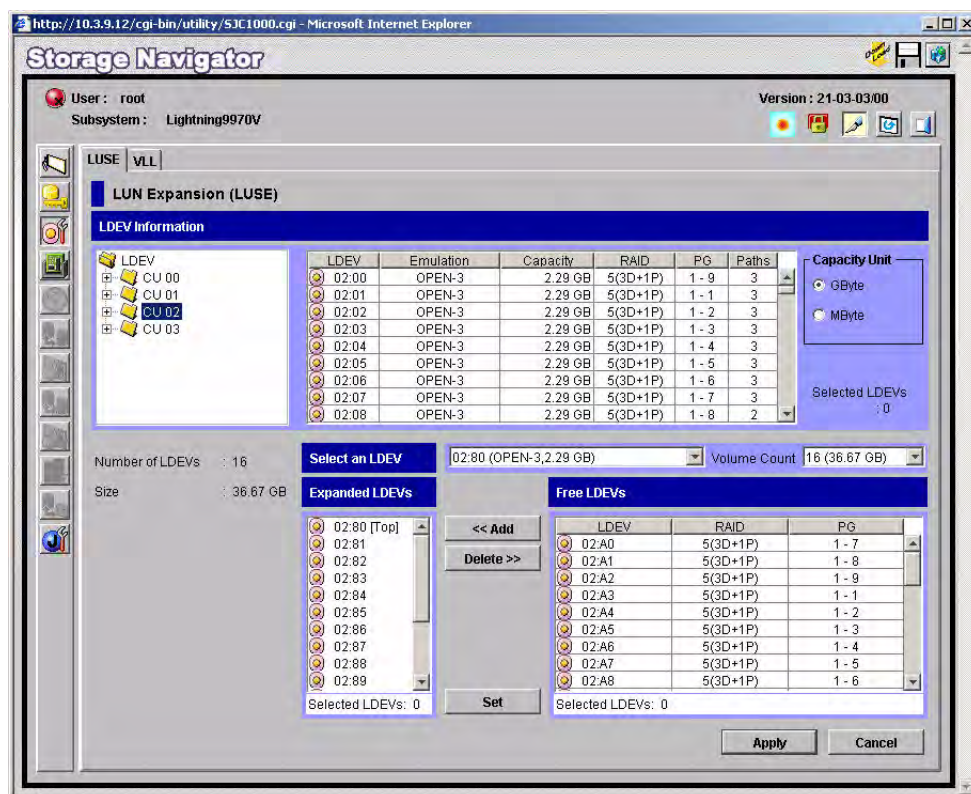 http://10.3.9.12/cgi-bin/utility/SJC1000.cgi - Microsoft Internet Explorer
Storage Navigator
User : root
Version : 21-03-03/00
Subsystem : Lightning9970V
LUSE VLL
LUN Expansion (LUSE)
LDEV Information
LDEV
CU 00
CU 01
CU 02
CU 03
LDEV Emulation Capacity RAID PG Paths
02:00 OPEN-3 2.29 GB 5(3D+1P) 1 - 9 3
02:01 OPEN-3 2.29 GB 5(3D+1P) 1 - 1 3
02:02 OPEN-3 2.29 GB 5(3D+1P) 1 - 2 3
02:03 OPEN-3 2.29 GB 5(3D+1P) 1 - 3 3
02:04 OPEN-3 2.29 GB 5(3D+1P) 1 - 4 3
02:05 OPEN-3 2.29 GB 5(3D+1P) 1 - 5 3
02:06 OPEN-3 2.29 GB 5(3D+1P) 1 - 6 3
02:07 OPEN-3 2.29 GB 5(3D+1P) 1 - 7 3
02:08 OPEN-3 2.29 GB 5(3D+1P) 1 - 8 2
Capacity Unit
GByte
MByte
Selected LDEVs
: 0
Number of LDEVs : 16
Size : 36.67 GB
Select an LDEV 02:80 (OPEN-3,2.29 GB) Volume Count 16 (36.67 GB)
Expanded LDEVs
02:80 [Top]
02:81
02:82
02:83
02:84
02:85
02:86
02:87
02:88
02:89
Selected LDEVs: 0
<< Add
Delete >>
Set
Free LDEVs
LDEV RAID PG
02:A0 5(3D+1P) 1 - 7
02:A1 5(3D+1P) 1 - 8
02:A2 5(3D+1P) 1 - 9
02:A3 5(3D+1P) 1 - 1
02:A4 5(3D+1P) 1 - 2
02:A5 5(3D+1P) 1 - 3
02:A6 5(3D+1P) 1 - 4
02:A7 5(3D+1P) 1 - 5
02:A8 5(3D+1P) 1 - 6
Selected LDEVs: 0
Apply Cancel